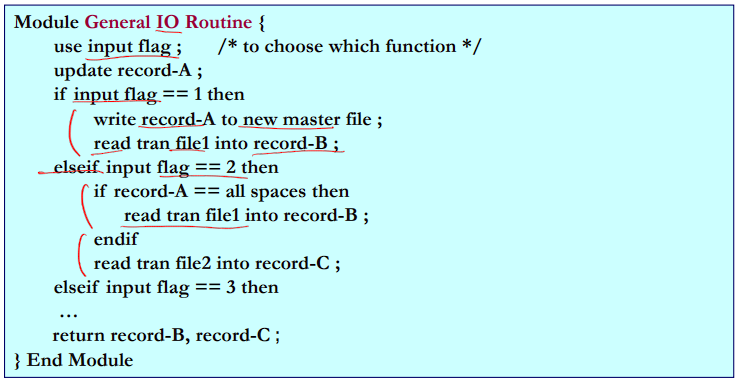 Module General IO Routine {
use input flag ; /* to choose which function */
update record-A ;
if input flag == 1 then
write record-A to new master file ;
read tran file1 into record-B ;
elseif input flag == 2 then
if record-A == all spaces then
read tran file1 into record-B ;
endif
read tran file2 into record-C ;
elseif input flag == 3 then
...
return record-B, record-C ;
} End Module